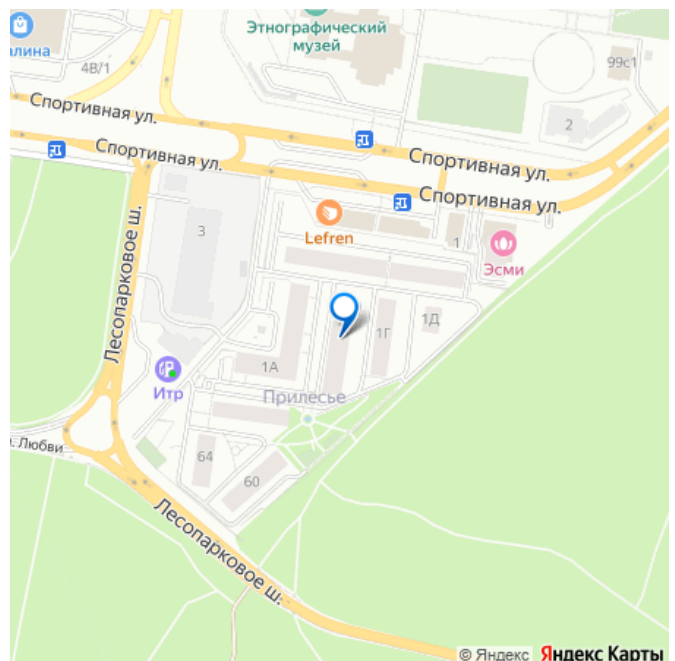 Этнографический
музей
алина
4В/1
99с1
Спортивная ул.
2
Спортивная ул.
Спортивная ул.
Спортивная ул.
3
Lefren
1
Эсми
Лесопарковое ш.
1Г
1Д
1А
Итр
Прилесье
Любви
64
60
Лесопарковое ш.
© Яндекс Яндекс Карты